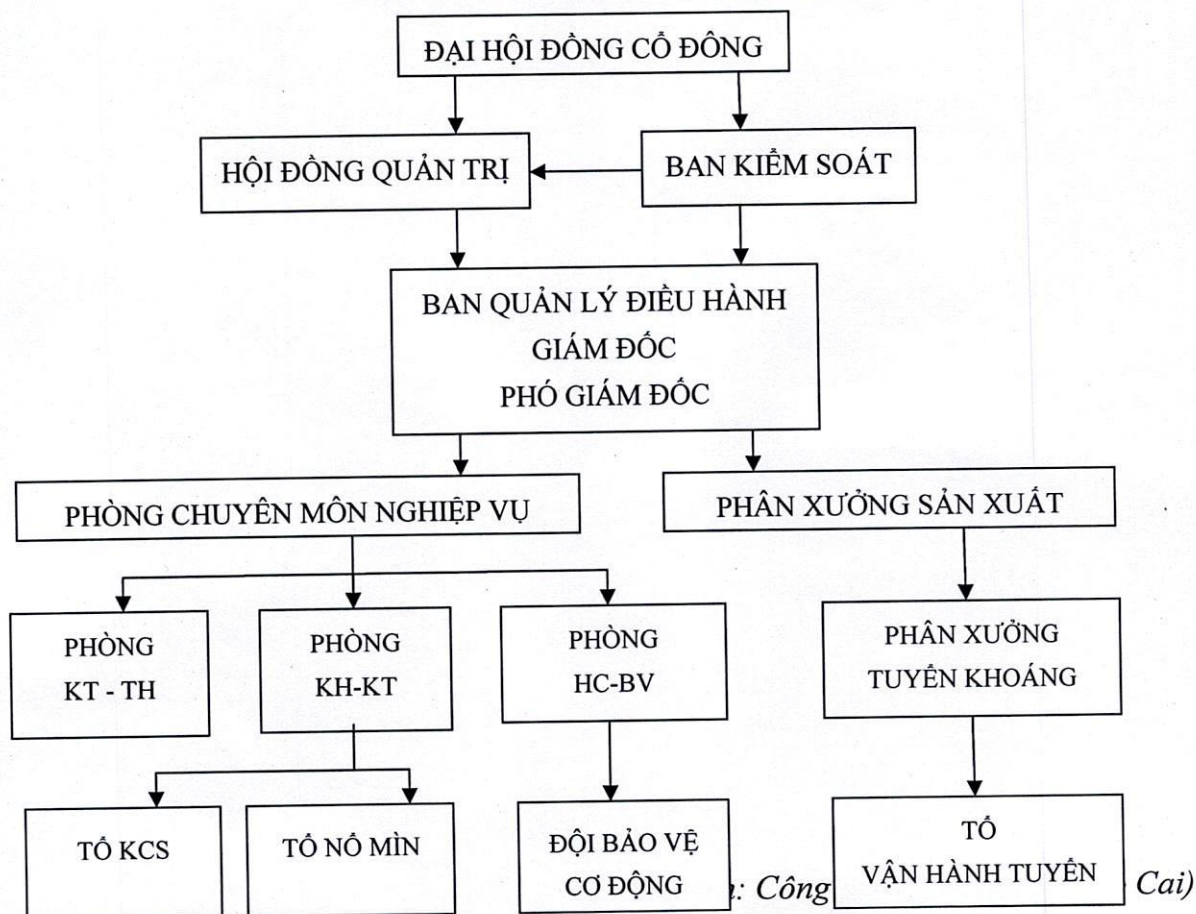 ĐẠI HỘI ĐỒNG CỔ ĐÔNG
HỘI ĐỒNG QUẢN TRỊ
BAN KIỂM SOÁT
BAN QUẢN LÝ ĐIỀU HÀNH
GIÁM ĐỐC
PHÓ GIÁM ĐỐC
PHÒNG CHUYÊN MÔN NGHIỆP VỤ
PHÂN XƯỞNG SẢN XUẤT
PHÒNG
KT - TH
PHÒNG
KH-KT
PHÒNG
HC-BV
PHÂN XƯỞNG
TUYỂN KHOÁNG
TỔ KCS
TỔ NỔ MÌN
ĐỘI BẢO VỆ
CƠ ĐỘNG
TỔ
VẬN HÀNH TUYỂN
: Công Cai)